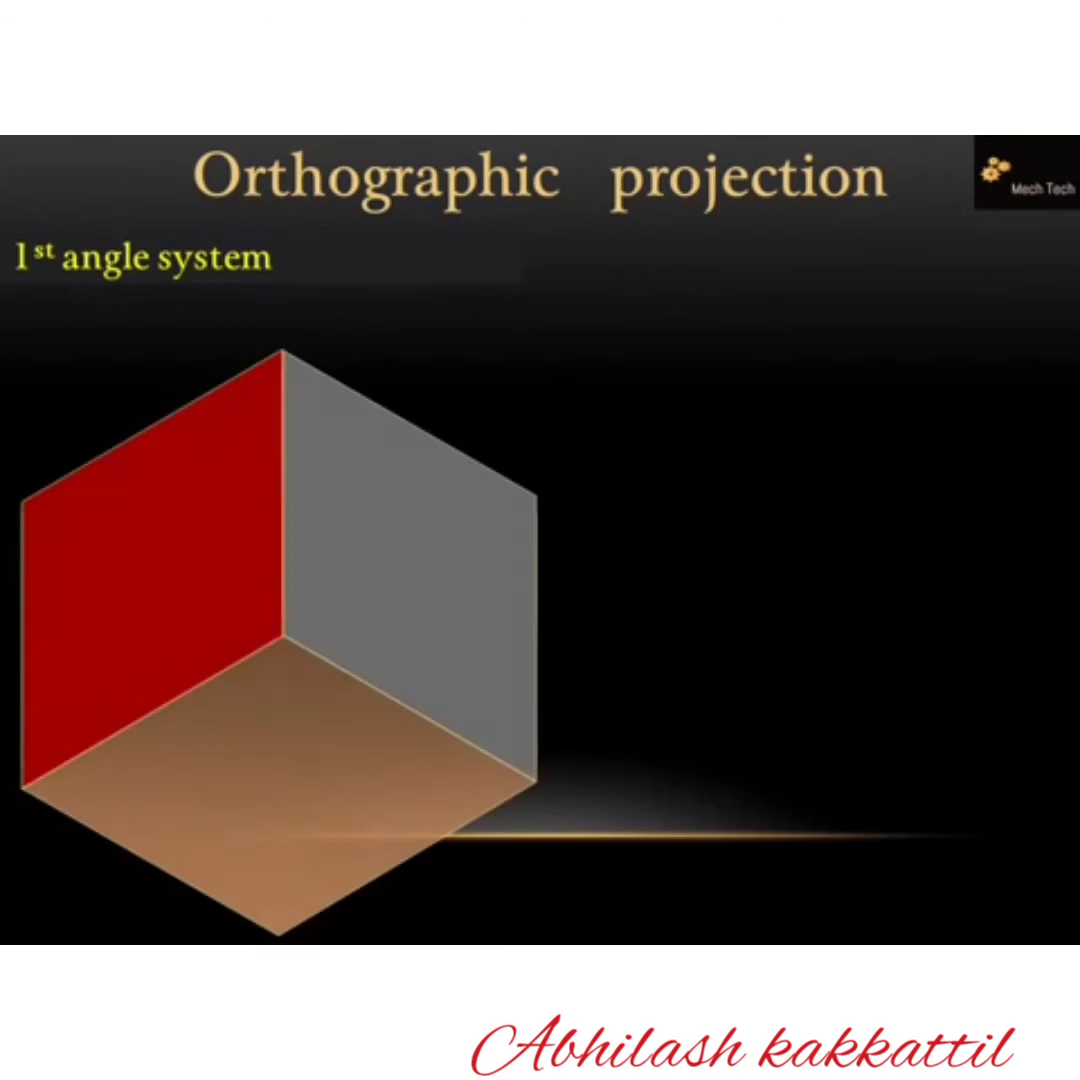 Orthographic projection
Mech Tech
1st angle system
Abhilash kakkattil